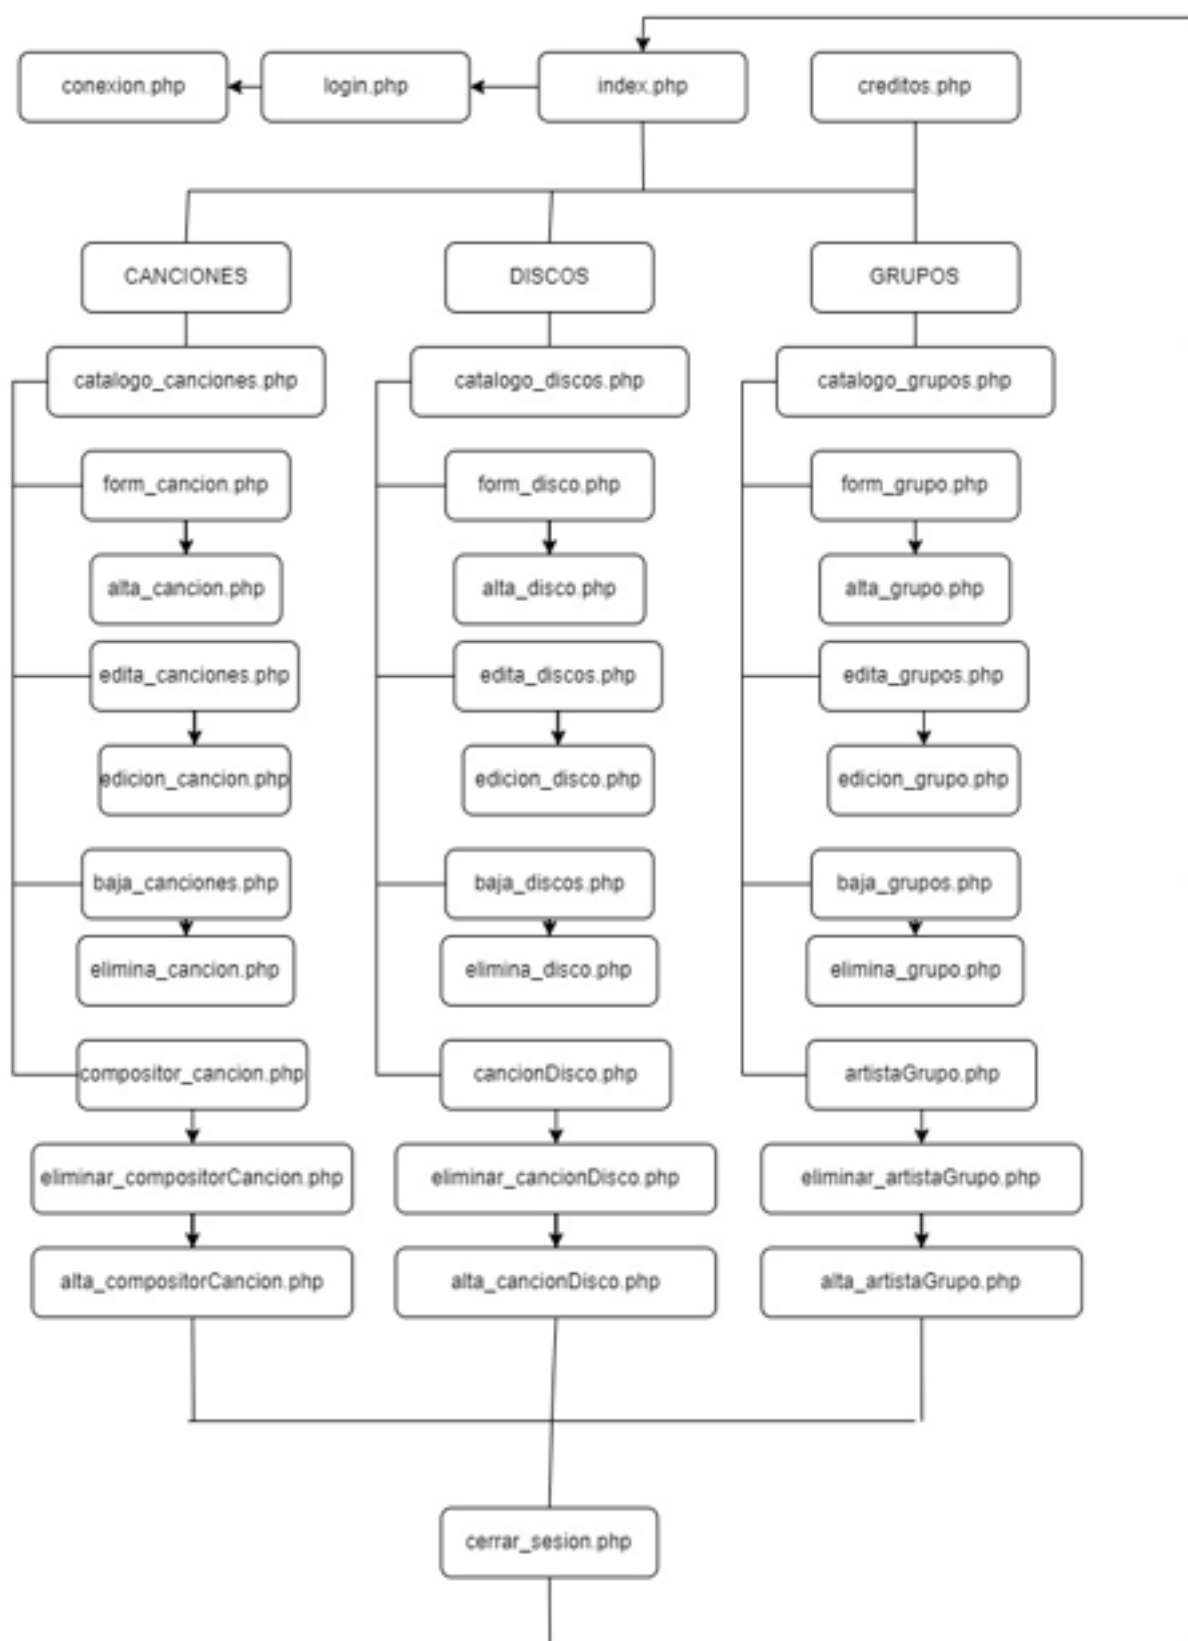 conexion.php
login.php
index.php
creditos.php
CANCIONES
DISCOS
GRUPOS
catalogo_canciones.php
catalogo_discos.php
catalogo_grupos.php
form_cancion.php
form_disco.php
form_grupo.php
alta_cancion.php
alta_disco.php
alta_grupo.php
edita_canciones.php
edita_discos.php
edita_grupos.php
edicion_cancion.php
edicion_disco.php
edicion_grupo.php
baja_canciones.php
baja_discos.php
baja_grupos.php
elimina_cancion.php
elimina_disco.php
elimina_grupo.php
compositor_cancion.php
cancionDisco.php
artistaGrupo.php
eliminar_compositorCancion.php
eliminar_cancionDisco.php
eliminar_artistaGrupo.php
alta_compositorCancion.php
alta_cancionDisco.php
alta_artistaGrupo.php
cerrar_sesion.php